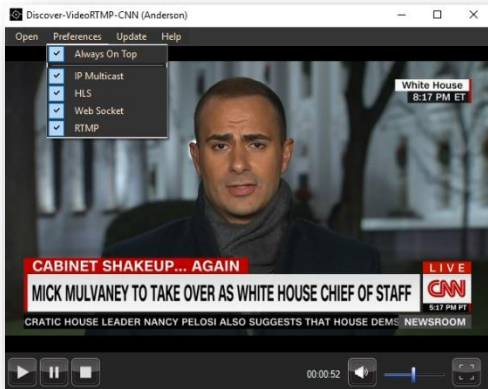 Discover-VideoRTMP-CNN (Anderson)
Open Preferences Update Help
Always On Top
IP Multicast
HLS
Web Socket
RTMP
White House
8:17 PM ET
CABINET SHAKEUP... AGAIN
MICK MULVANEY TO TAKE OVER AS WHITE HOUSE CHIEF OF STAFF
LIVE
CNN
5:17 PM PT
CRATIC HOUSE LEADER NANCY PELOSI ALSO SUGGESTS THAT HOUSE DEMS NEWSROOM
00:00:52